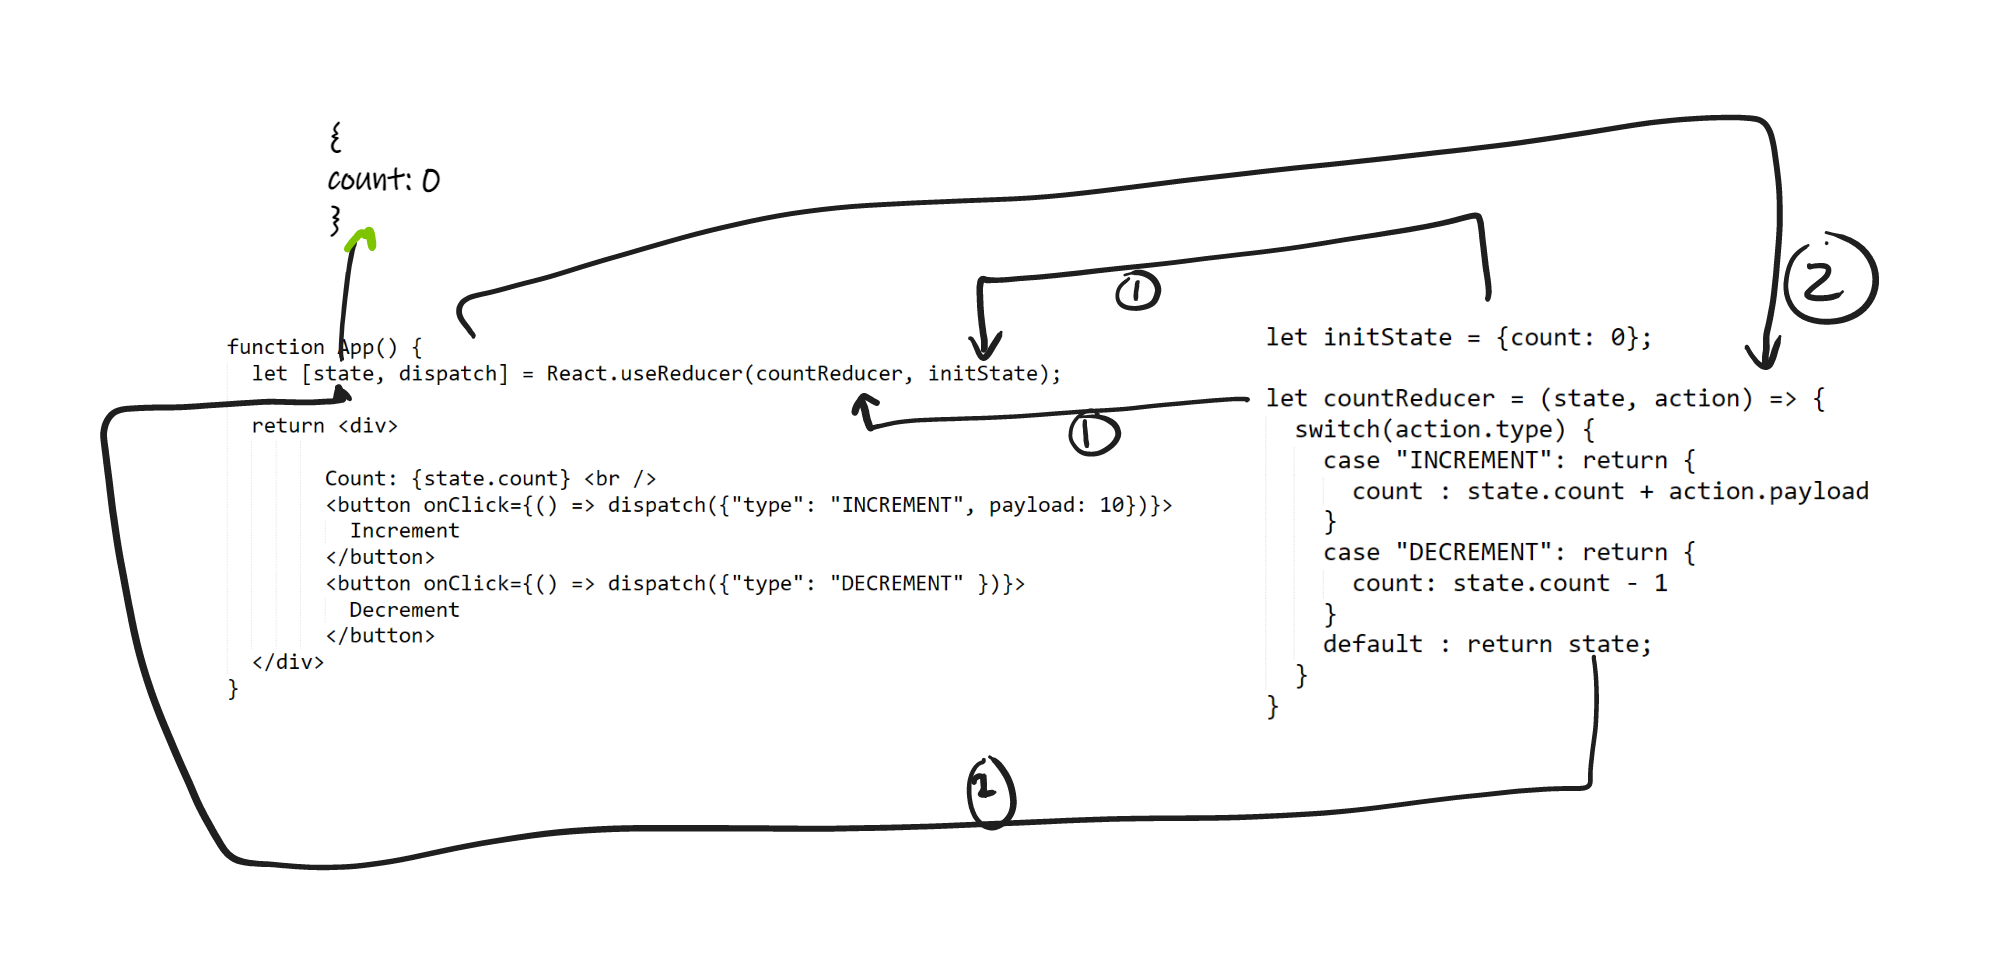 {
count: 0
}
2
1
function App() {
let [state, dispatch] = React.useReducer(countReducer, initState);
return <div>
Count: {state.count} <br />
<button onClick={() => dispatch({"type": "INCREMENT", payload: 10})}>
Increment
</button>
<button onClick={() => dispatch({"type": "DECREMENT" })}>
Decrement
</button>
</div>
}
1
let initState = {count: 0};
let countReducer = (state, action) => {
switch(action.type) {
case "INCREMENT": return {
count : state.count + action.payload
}
case "DECREMENT": return {
count: state.count - 1
}
default : return state;
}
}
2